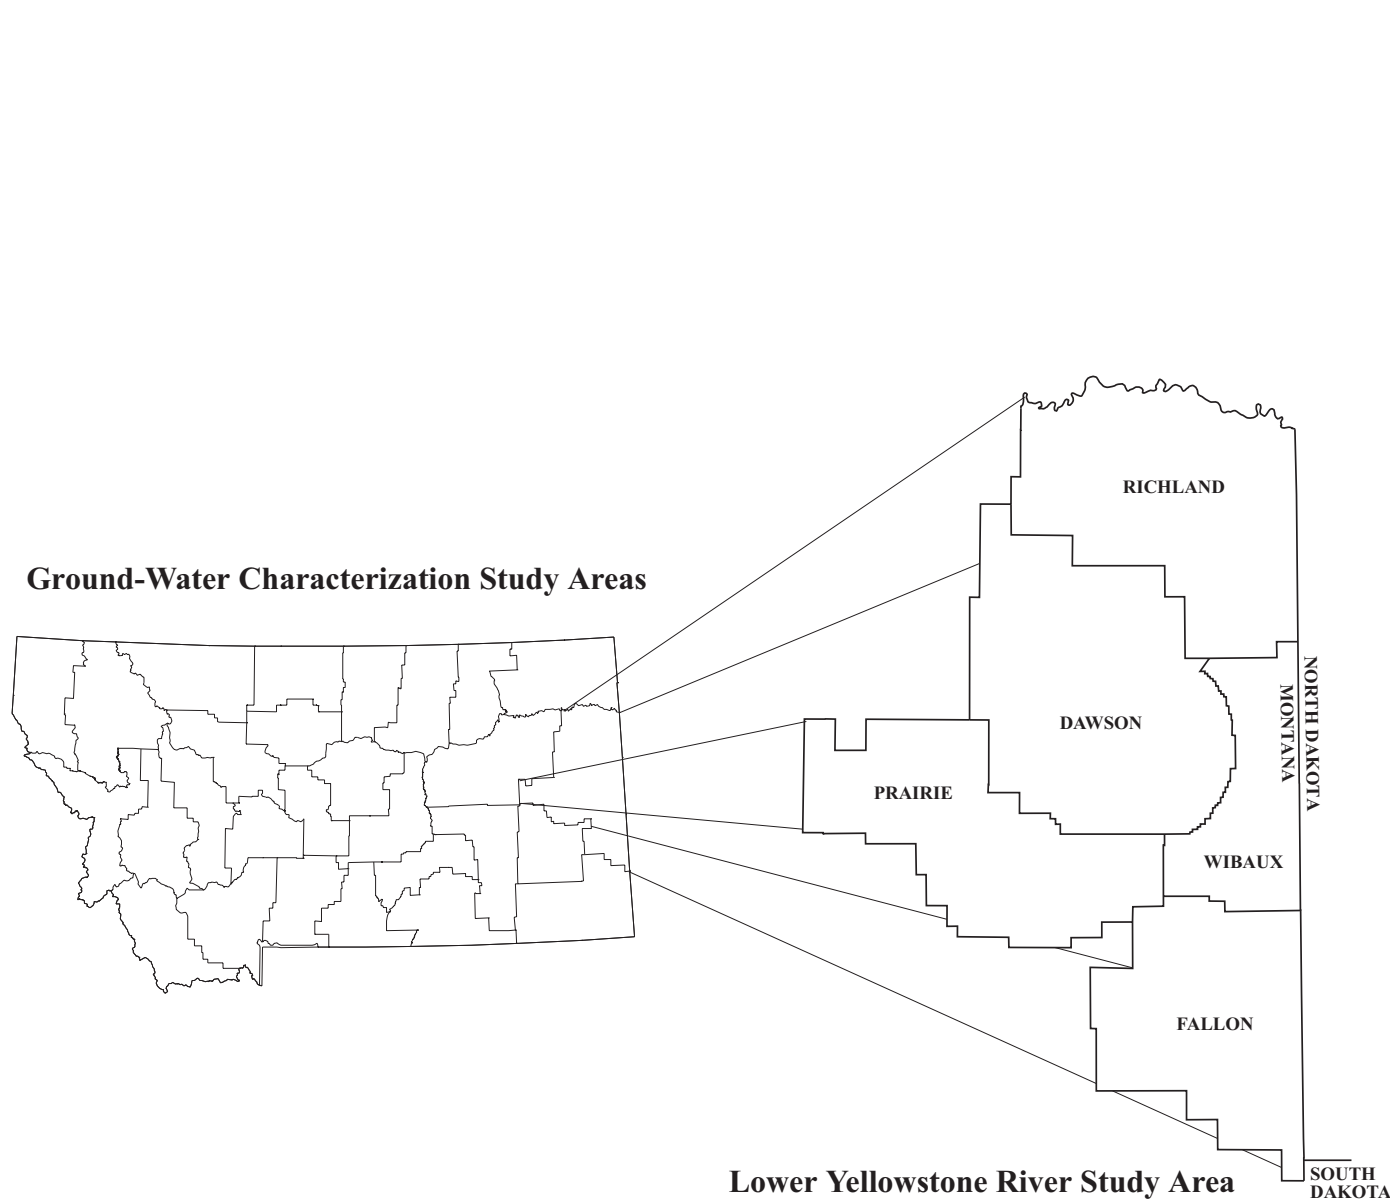 RICHLAND
Ground-Water Characterization Study Areas
NORTH DAKOTA
MONTANA
DAWSON
PRAIRIE
WIBAUX
FALLON
Lower Yellowstone River Study Area
SOUTH
DAKOTA